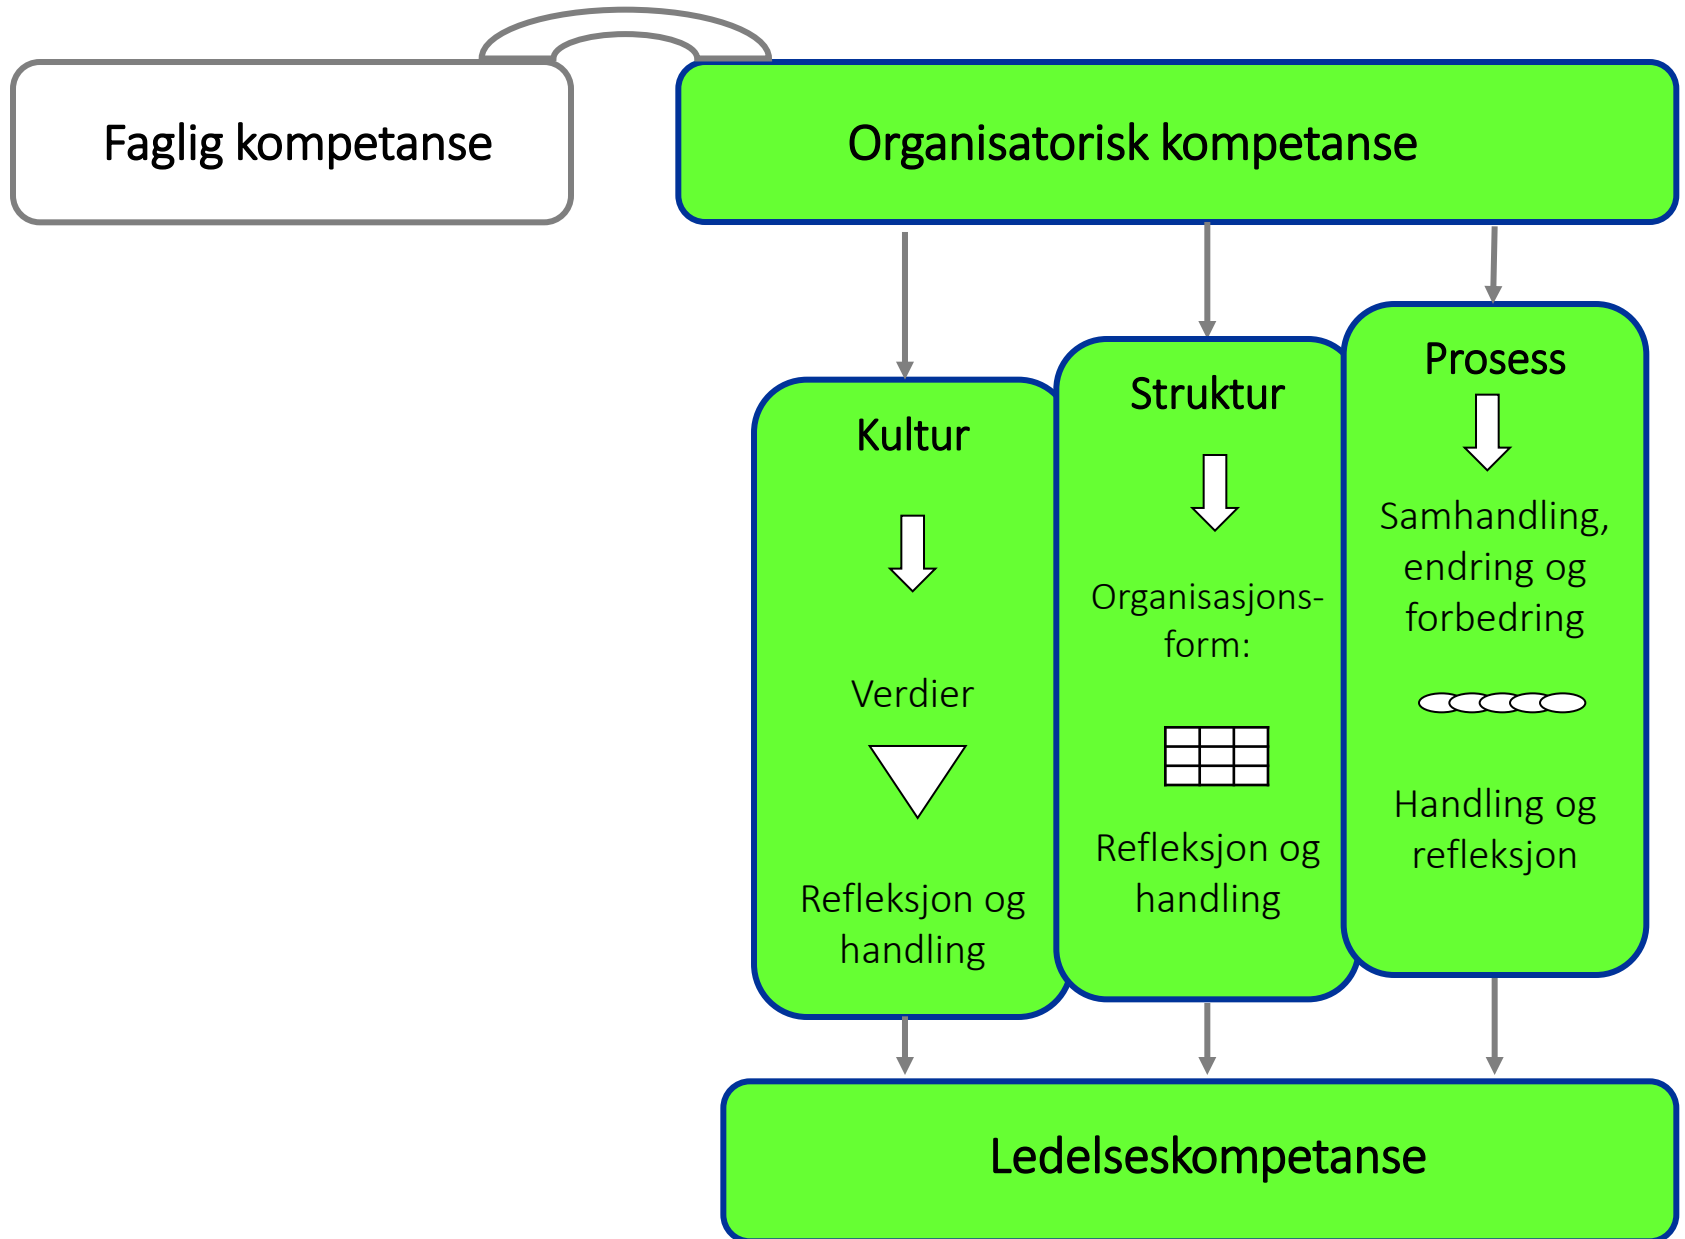 Faglig kompetanse
Organisatorisk kompetanse
Kultur
Verdier
Refleksjon og
handling
Struktur
Organisasjons-
form:
Refleksjon og
handling
Prosess
Samhandling,
endring og
forbedring
Handling og
refleksjon
Ledelseskompetanse